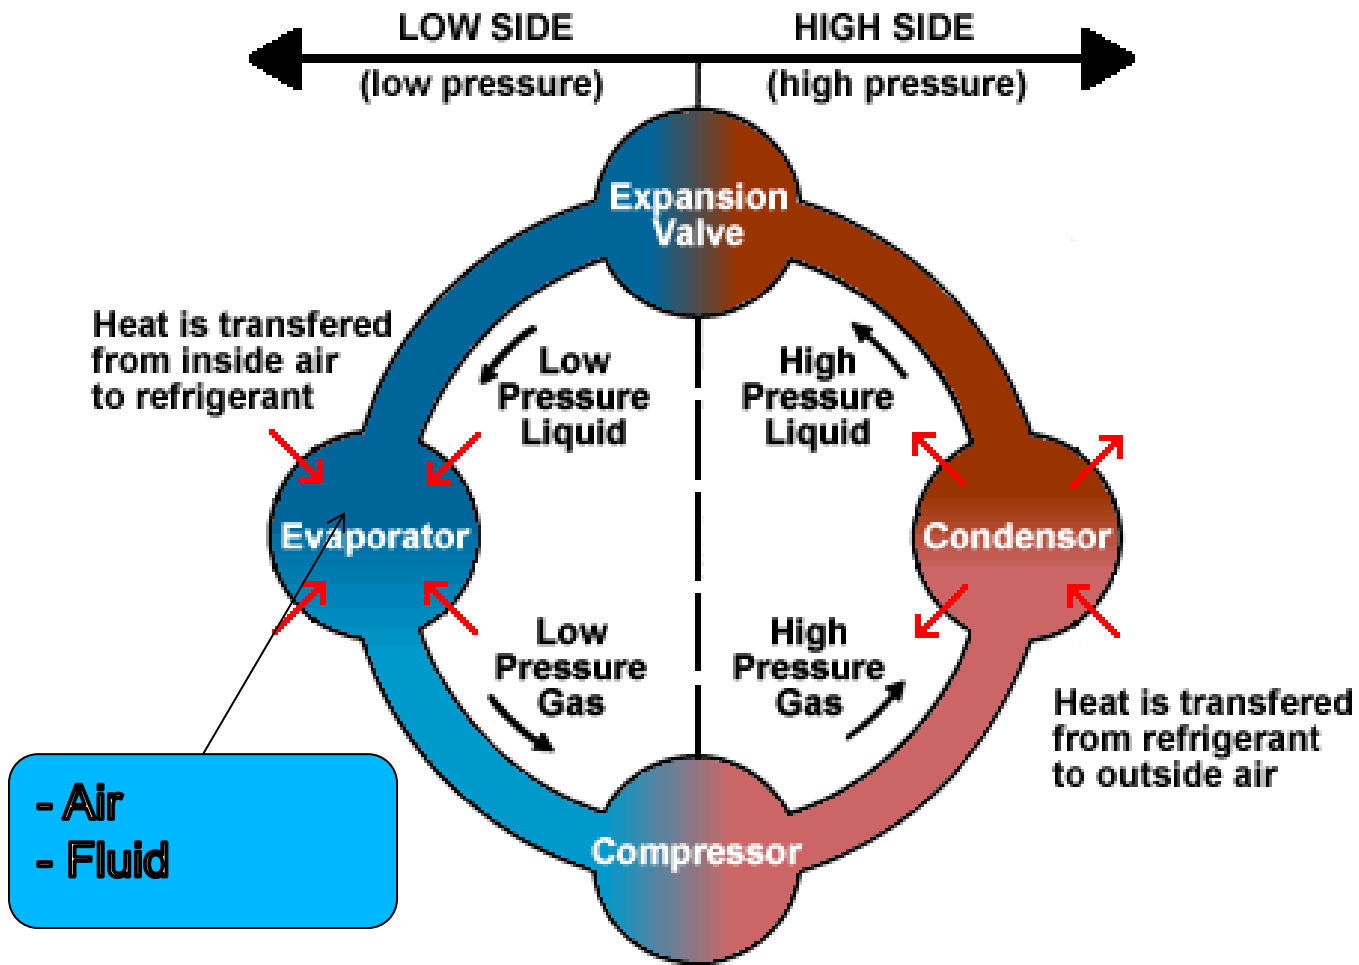 LOW SIDE
(low pressure)
HIGH SIDE
(high pressure)
Expansion
Valve
Heat is transfered
from inside air
to refrigerant
Low
Pressure
Liquid
High
Pressure
Liquid
Evaporator
Condensor
Low
Pressure
Gas
High
Pressure
Gas
Heat is transfered
from refrigerant
to outside air
- Air
- Fluid
Compressor